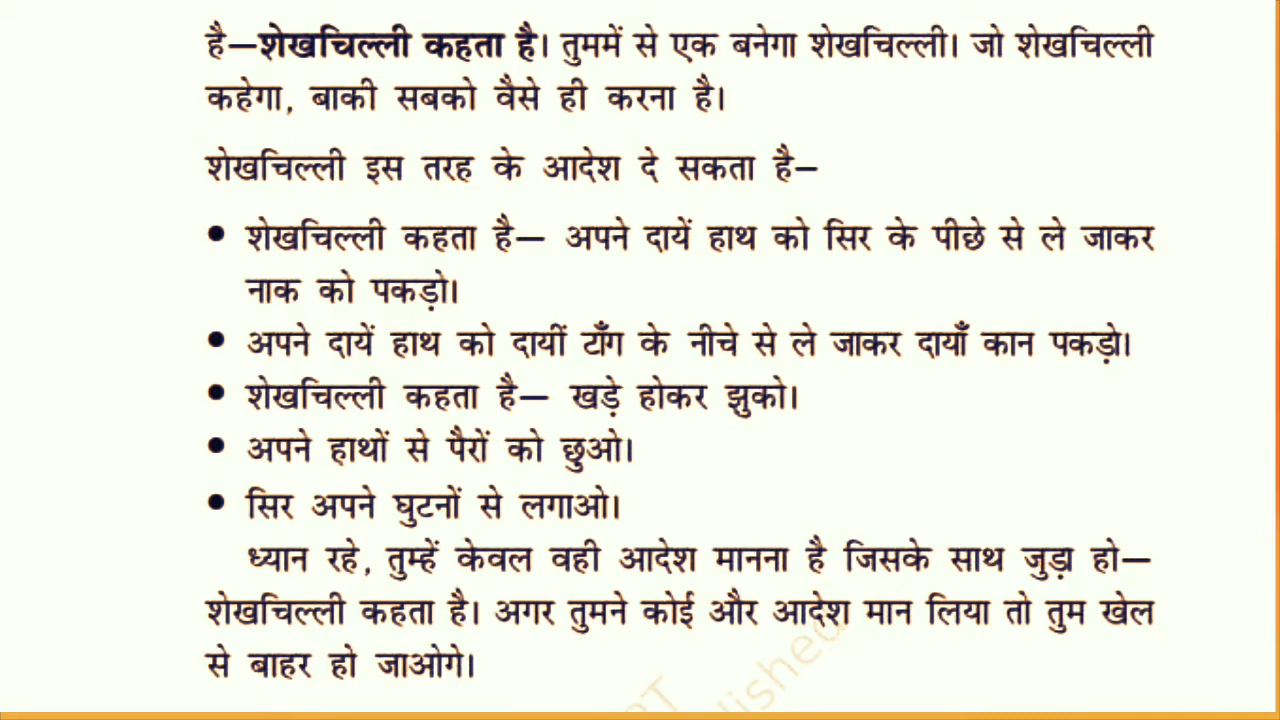 है—शेखचिल्ली कहता है। तुममें से एक बनेगा शेखचिल्ली। जो शेखचिल्ली
कहेगा, बाकी सबको वैसे ही करना है।
शेखचिल्ली इस तरह के आदेश दे सकता है—
• शेखचिल्ली कहता है— अपने दायें हाथ को सिर के पीछे से ले जाकर
नाक को पकड़ो।
• अपने दायें हाथ को दायीं टाँग के नीचे से ले जाकर दायाँ कान पकड़ो।
• शेखचिल्ली कहता है— खड़े होकर झुको।
• अपने हाथों से पैरों को छुओ।
• सिर अपने घुटनों से लगाओ।
ध्यान रहे, तुम्हें केवल वही आदेश मानना है जिसके साथ जुड़ा हो—
शेखचिल्ली कहता है। अगर तुमने कोई और आदेश मान लिया तो तुम खेल
से बाहर हो जाओगे।